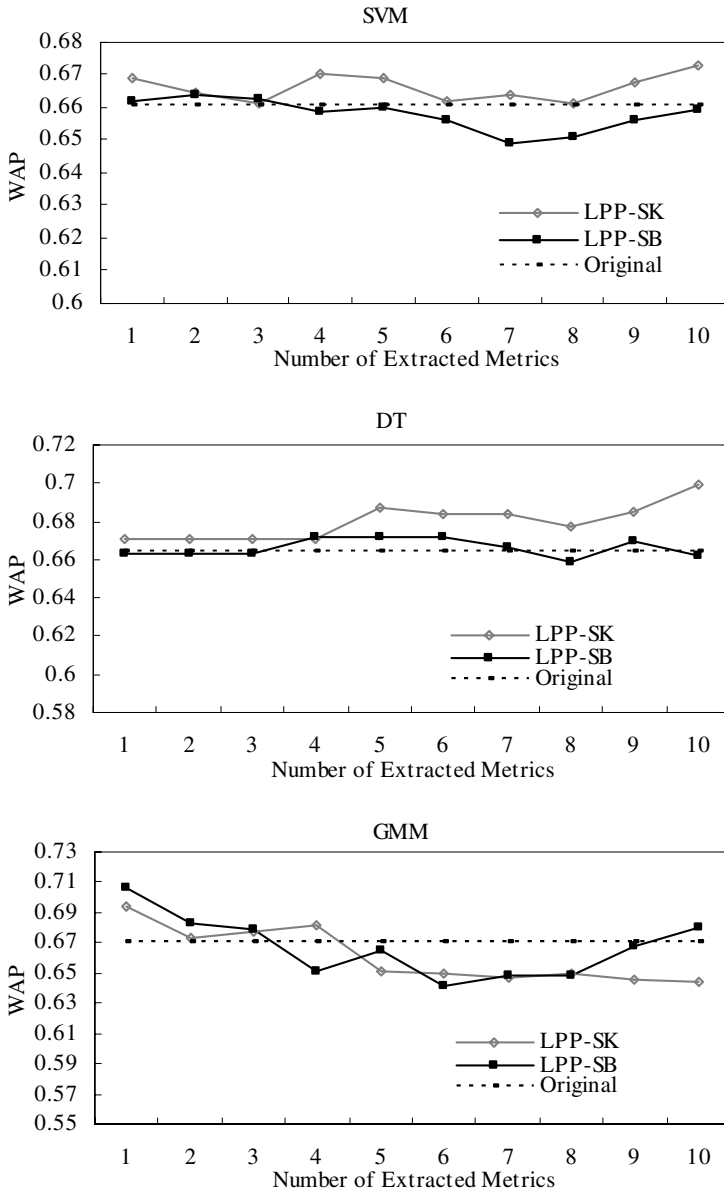 SVM
0.68
0.67
0.66
0.65
0.64
0.63
0.62
0.61
0.6
WAP
LPP-SK
LPP-SB
Original
1 2 3 4 5 6 7 8 9 10
Number of Extracted Metrics
DT
0.72
0.7
0.68
0.66
0.64
0.62
0.6
0.58
WAP
LPP-SK
LPP-SB
Original
1 2 3 4 5 6 7 8 9 10
Number of Extracted Metrics
GMM
0.73
0.71
0.69
0.67
0.65
0.63
0.61
0.59
0.57
0.55
WAP
LPP-SK
LPP-SB
Original
1 2 3 4 5 6 7 8 9 10
Number of Extracted Metrics